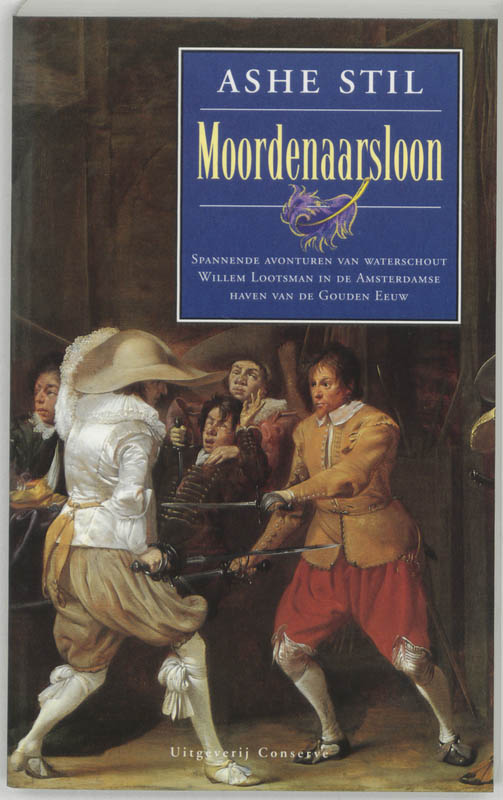 ASHE STIL
Moordenaarsloon
SPANNENDE AVONTUREN VAN WATERSCHOUT
WILLEM LOOTSMAN IN DE AMSTERDAMSE
HAVEN VAN DE GOUDEN EEUW
Uitgeverij Conserve